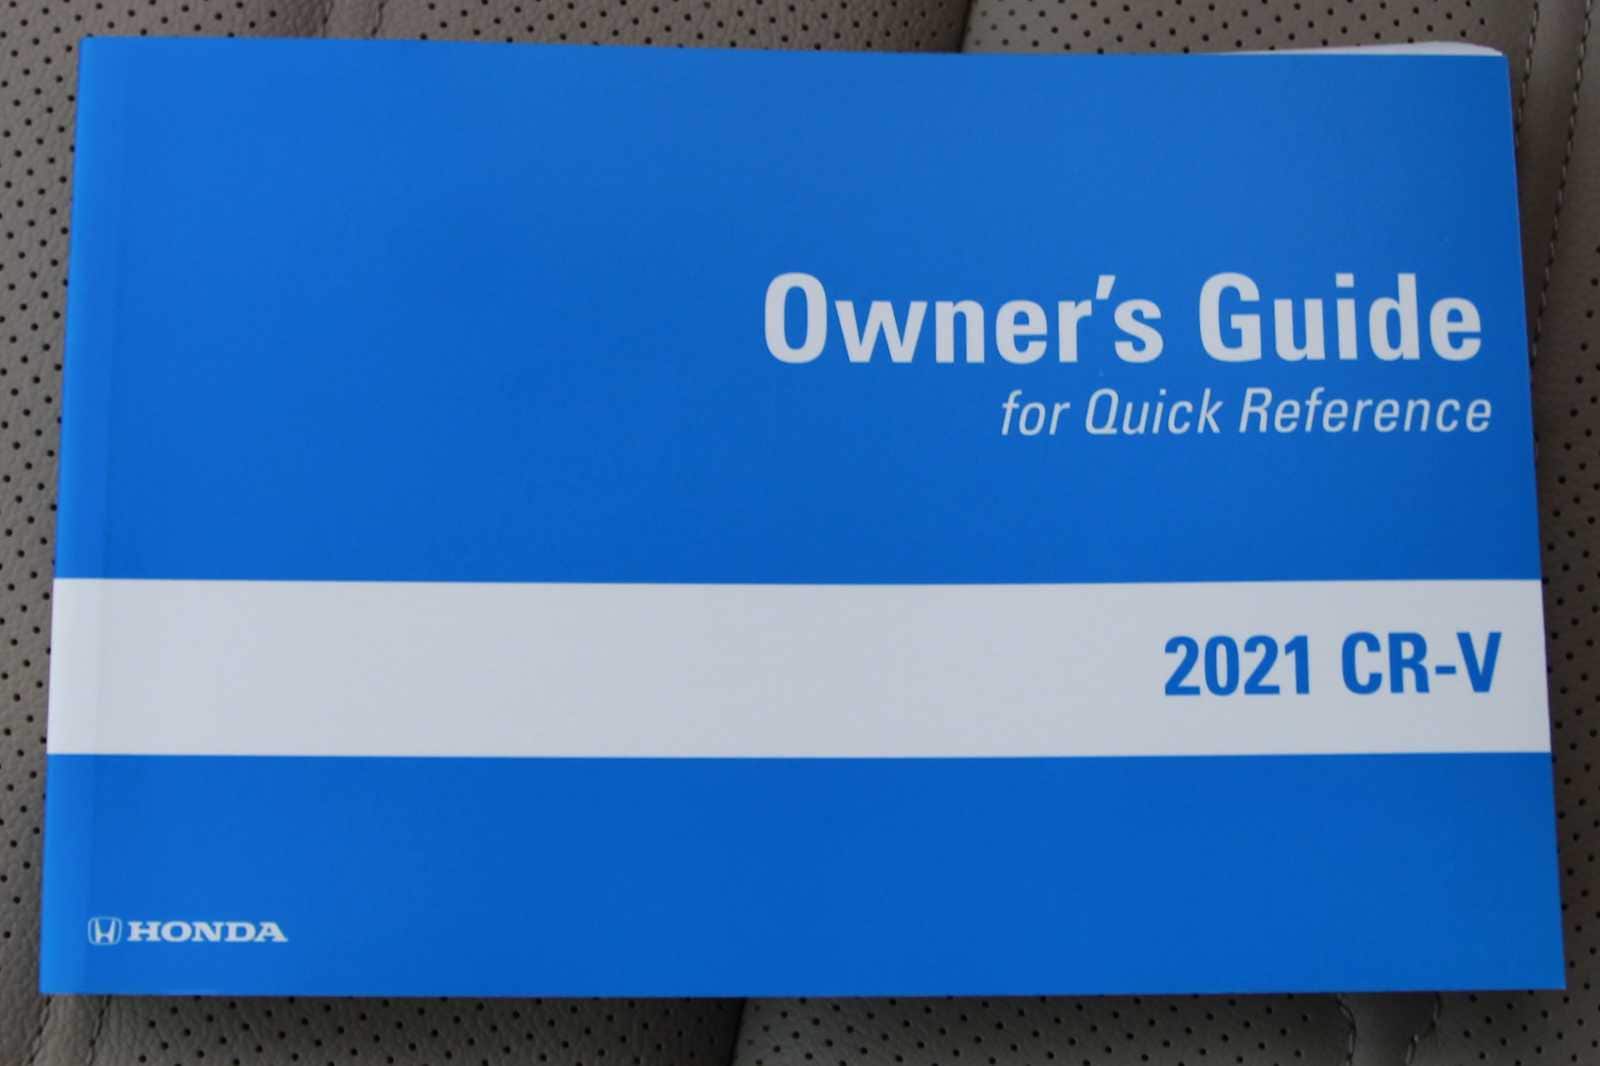 Owner's Guide
for Quick Reference
2021 CR-V
HONDA